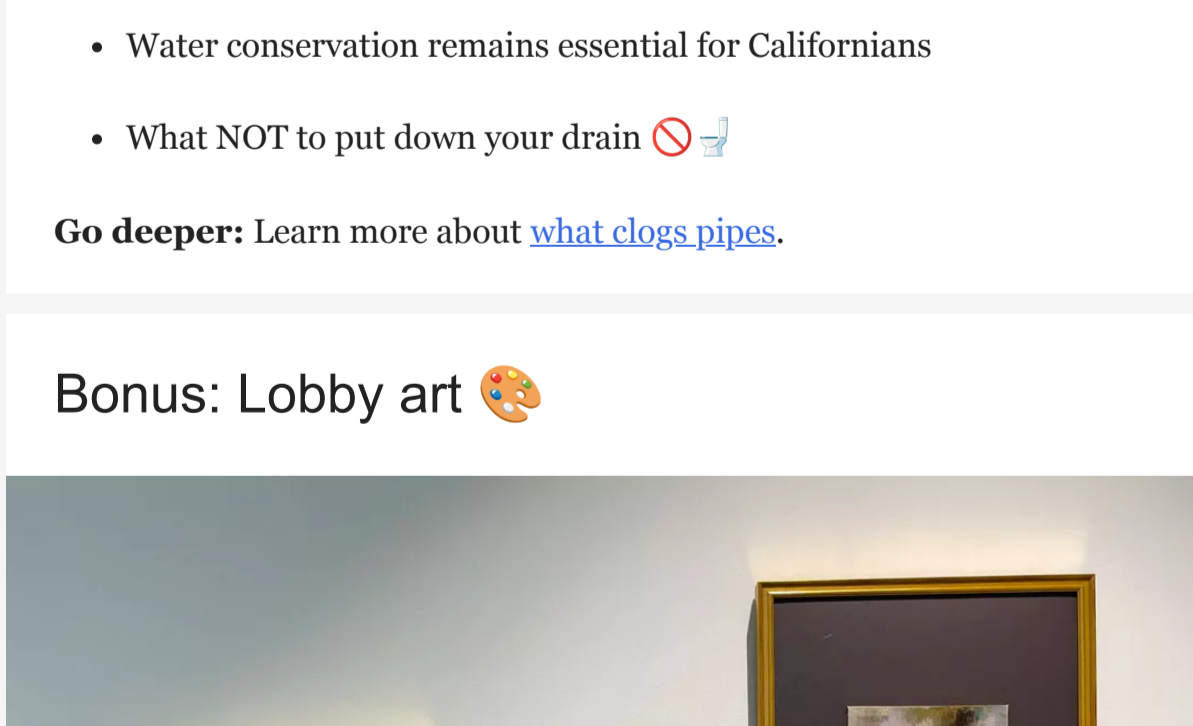 Water conservation remains essential for Californians
What NOT to put down your drain 🚫🚽
Go deeper: Learn more about what clogs pipes.
Bonus: Lobby art 🎨